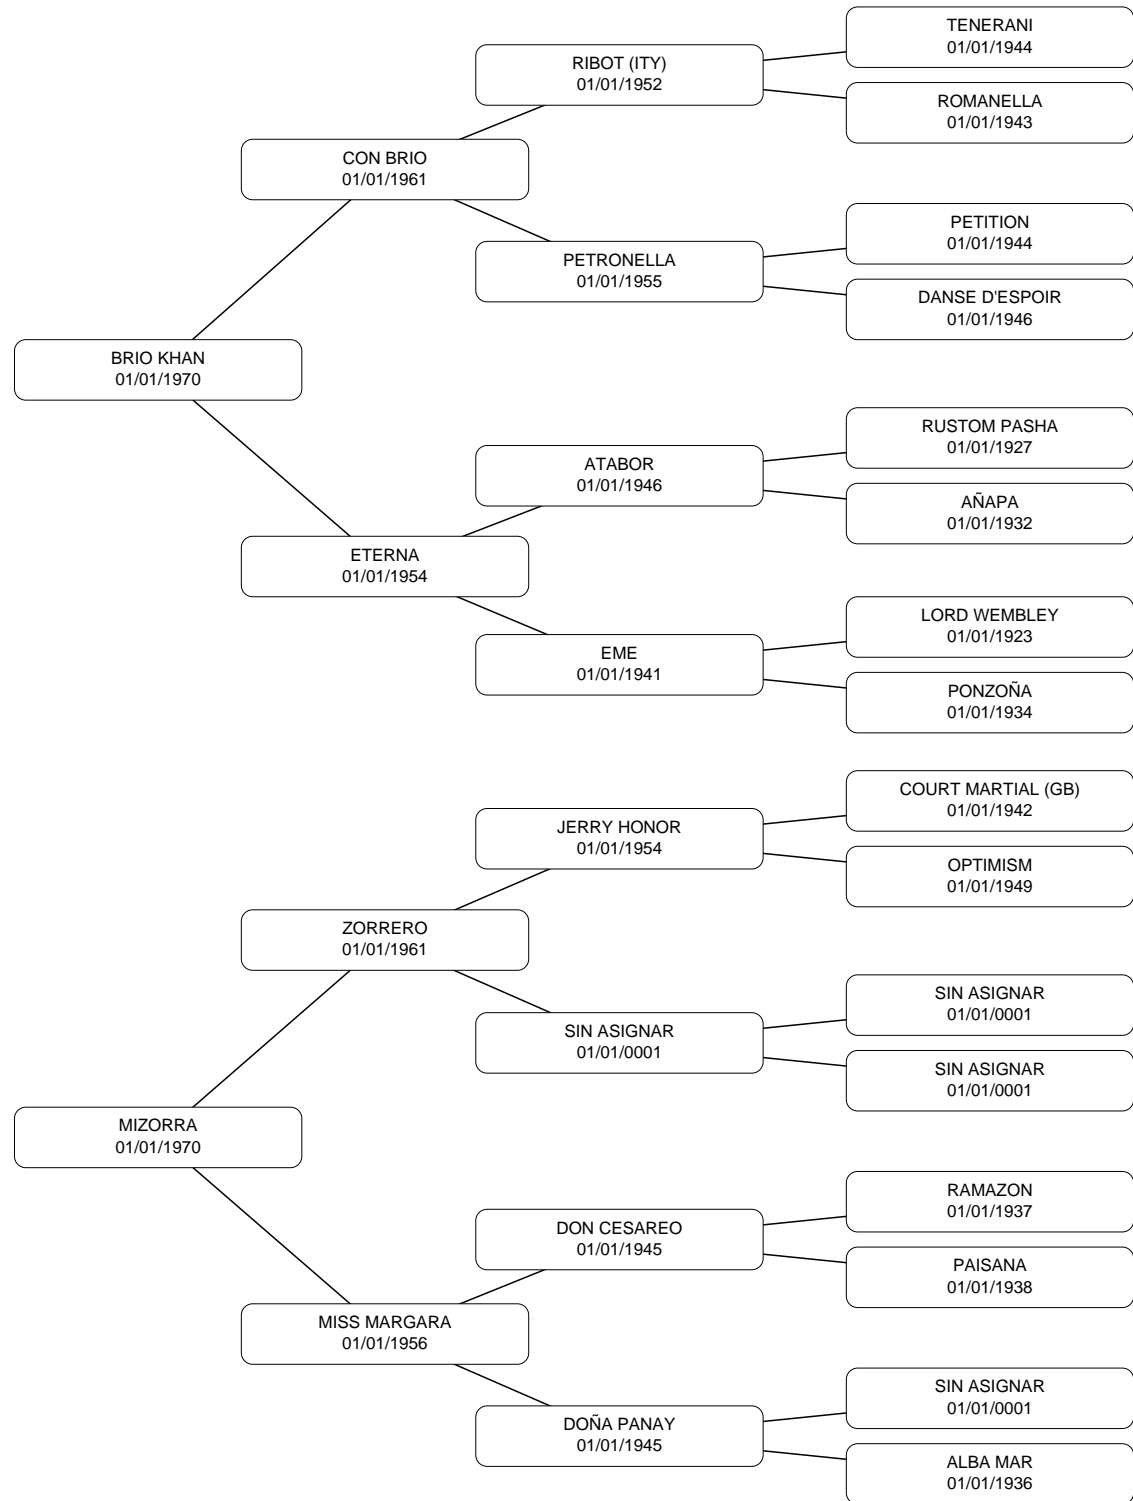 TENERANI
01/01/1944
RIBOT (ITY)
01/01/1952
ROMANELLA
01/01/1943
CON BRIO
01/01/1961
PETITION
01/01/1944
PETRONELLA
01/01/1955
DANSE D'ESPOIR
01/01/1946
BRIO KHAN
01/01/1970
RUSTOM PASHA
01/01/1927
ATABOR
01/01/1946
AÑAPA
01/01/1932
ETERNA
01/01/1954
LORD WEMBLEY
01/01/1923
EME
01/01/1941
PONZOÑA
01/01/1934
COURT MARTIAL (GB)
01/01/1942
JERRY HONOR
01/01/1954
OPTIMISM
01/01/1949
ZORRERO
01/01/1961
SIN ASIGNAR
01/01/0001
SIN ASIGNAR
01/01/0001
SIN ASIGNAR
01/01/0001
MIZORRA
01/01/1970
RAMAZON
01/01/1937
DON CESAREO
01/01/1945
PAISANA
01/01/1938
MISS MARGARA
01/01/1956
SIN ASIGNAR
01/01/0001
DOÑA PANAY
01/01/1945
ALBA MAR
01/01/1936